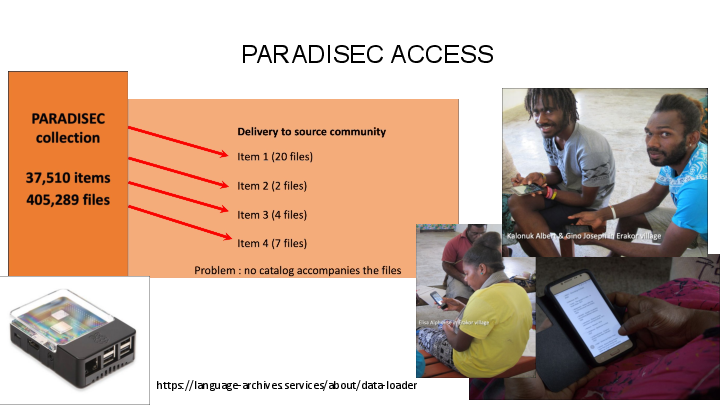 PARADISEC ACCESS
PARADISEC
collection
37,510 items
405,289 files
Delivery to source community
Item 1 (20 files)
Item 2 (2 files)
Item 3 (4 files)
Item 4 (7 files)
Problem : no catalog accompanies the files
Kalonuk Albert & Gino Joseph in Erakor village
Elsa Alphonse in Erakor village
https://language-archives.services/about/data-loader